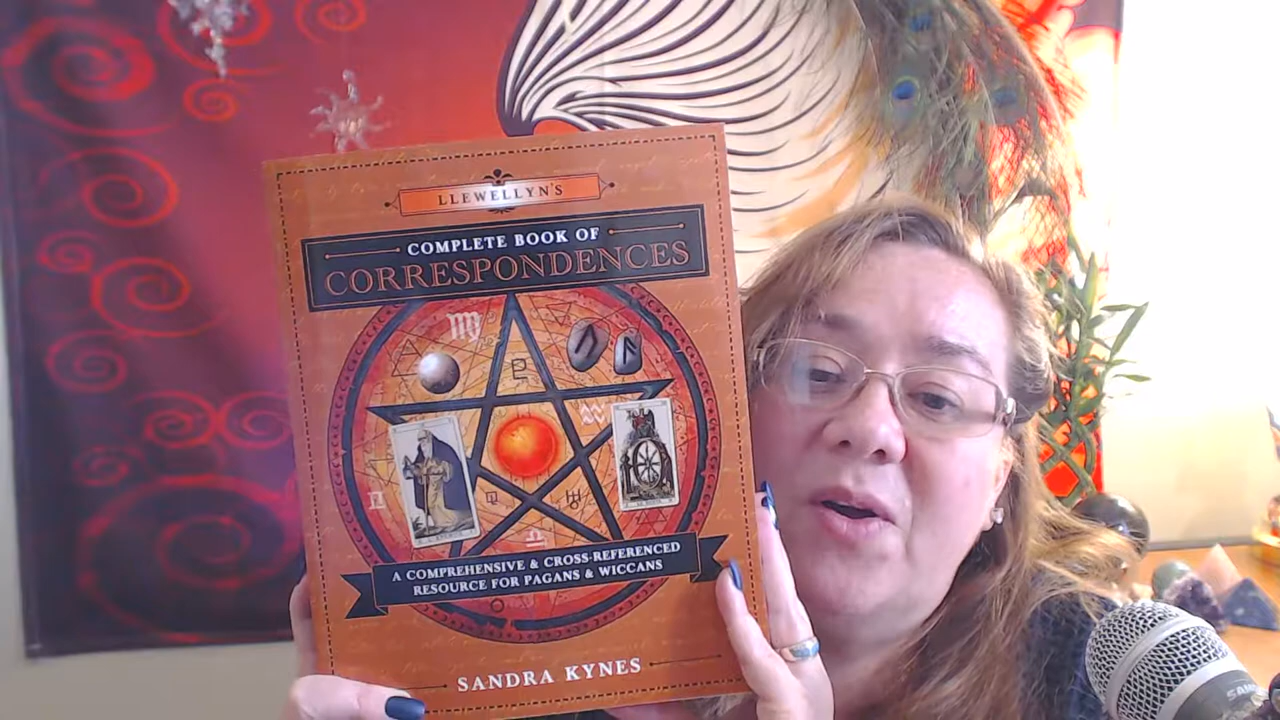 LLEWELLYN'S
COMPLETE BOOK OF
CORRESPONDENCES
A COMPREHENSIVE & CROSS-REFERENCED
RESOURCE FOR PAGANS & WICCANS
SANDRA KYNES